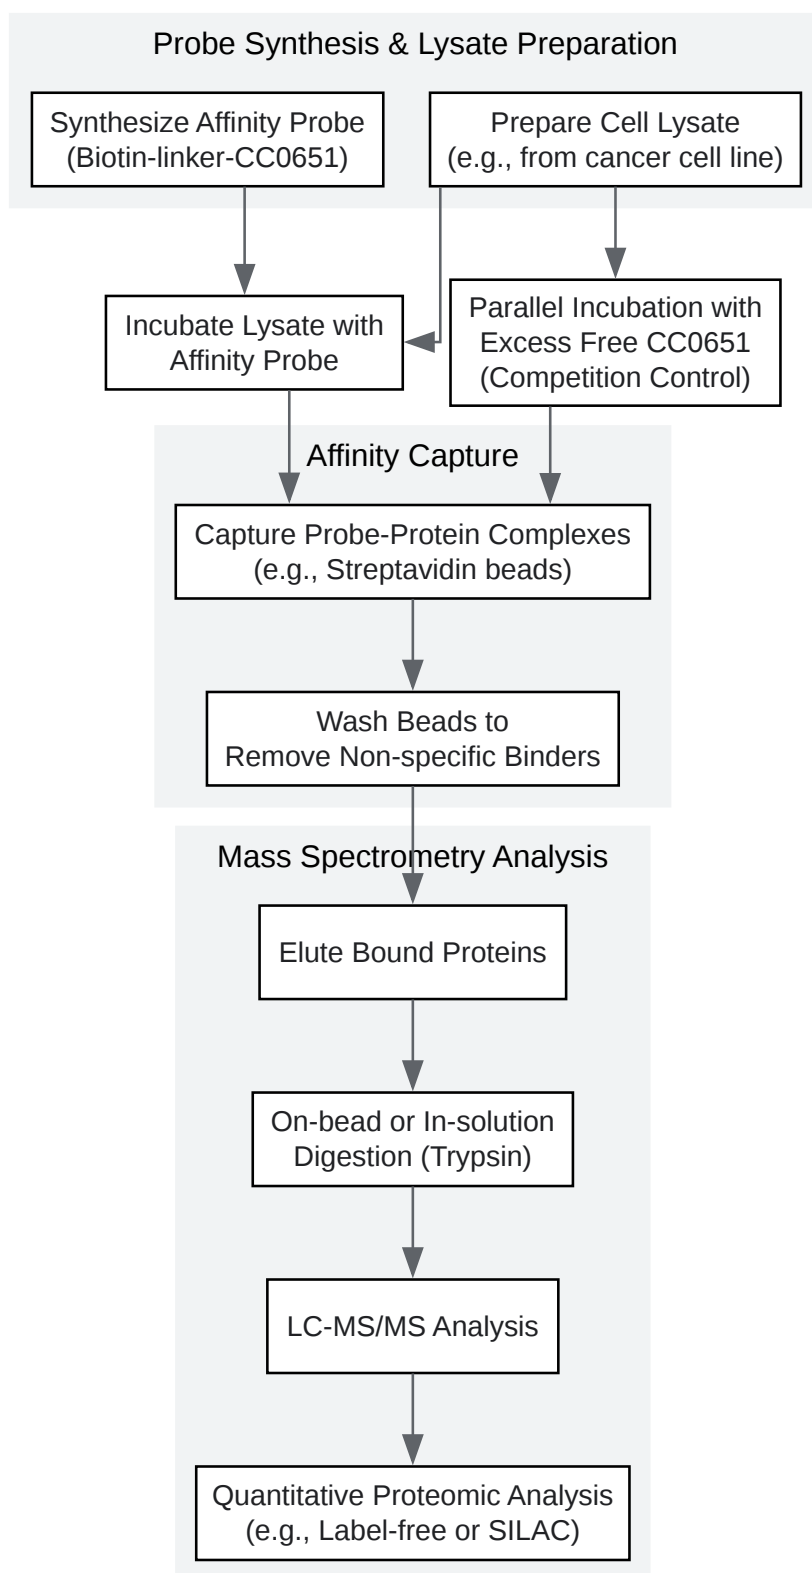 Probe Synthesis & Lysate Preparation
Synthesize Affinity Probe
(Biotin-linker-CC0651)
Prepare Cell Lysate
(e.g., from cancer cell line)
Incubate Lysate with
Affinity Probe
Parallel Incubation with
Excess Free CC0651
(Competition Control)
Affinity Capture
Capture Probe-Protein Complexes
(e.g., Streptavidin beads)
Wash Beads to
Remove Non-specific Binders
Mass Spectrometry Analysis
Elute Bound Proteins
On-bead or In-solution
Digestion (Trypsin)
LC-MS/MS Analysis
Quantitative Proteomic Analysis
(e.g., Label-free or SILAC)